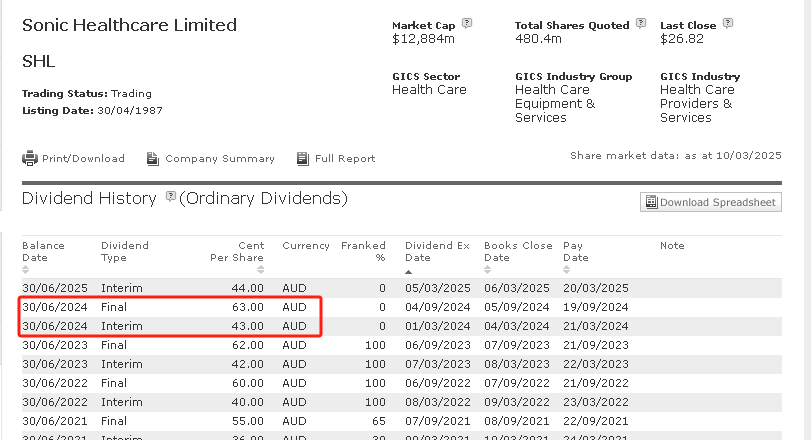 Sonic Healthcare Limited
SHL
Trading Status: Trading
Listing Date: 30/04/1987
Market Cap ? Total Shares Quoted ? Last Close ?
$12,884m 480.4m $26.82
GICS Sector GICS Industry Group GICS Industry
Health Care Health Care Health Care
Equipment & Providers &
Services Services
Print/Download Company Summary Full Report Share market data: as at 10/03/2025
Dividend History ? (Ordinary Dividends) Download Spreadsheet
Balance Dividend Cent Currency Franked Dividend Ex Books Close Pay Note
Date Type Per Share % Date Date Date
30/06/2025 Interim 44.00 AUD 0 05/03/2025 06/03/2025 20/03/2025
30/06/2024 Final 63.00 AUD 0 04/09/2024 05/09/2024 19/09/2024
30/06/2024 Interim 43.00 AUD 0 01/03/2024 04/03/2024 21/03/2024
30/06/2023 Final 62.00 AUD 100 06/09/2023 07/09/2023 21/09/2023
30/06/2023 Interim 42.00 AUD 100 07/03/2023 08/03/2023 22/03/2023
30/06/2022 Final 60.00 AUD 100 06/09/2022 07/09/2022 21/09/2022
30/06/2022 Interim 40.00 AUD 100 08/03/2022 09/03/2022 23/03/2022
30/06/2021 Final 55.00 AUD 65 07/09/2021 08/09/2021 22/09/2021